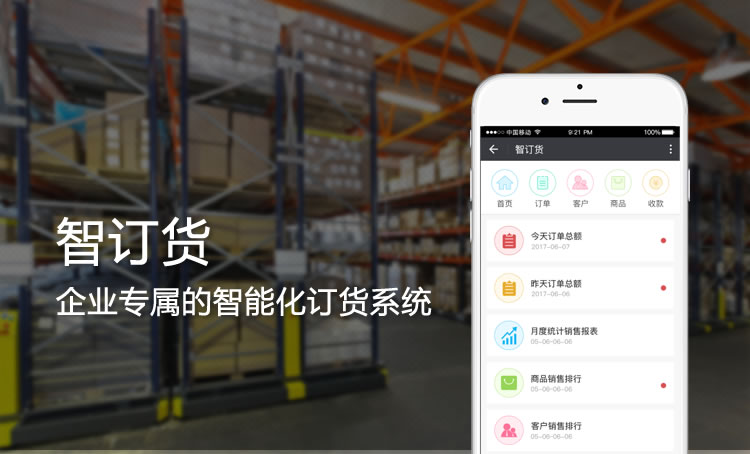 智订货
企业专属的智能化订货系统
中国移动 9:21 PM 100%
智订货
首页 订单 客户 商品 收款
今天订单总额
2017-06-07
昨天订单总额
2017-06-06
月度统计销售报表
05-06-06-06
商品销售排行
05-06-06-06
客户销售排行
05-06-06-06